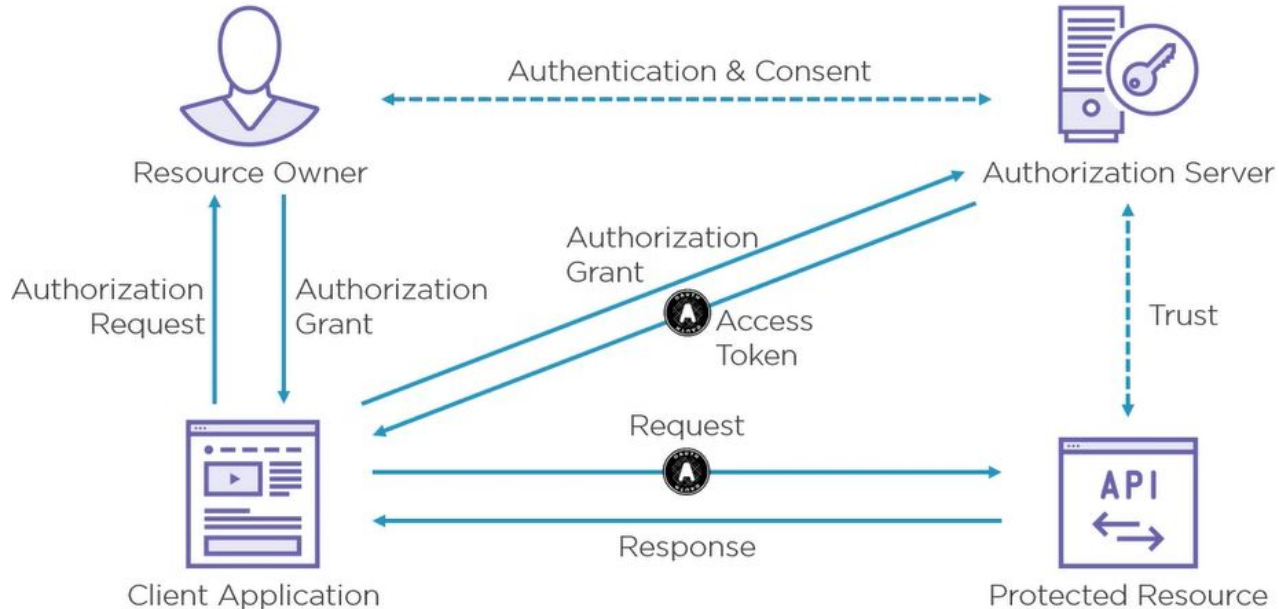 Authentication & Consent
Resource Owner
Authorization Server
Authorization
Request
Authorization
Grant
Authorization
Grant
Access
Token
Trust
Request
Response
API
Client Application
Protected Resource